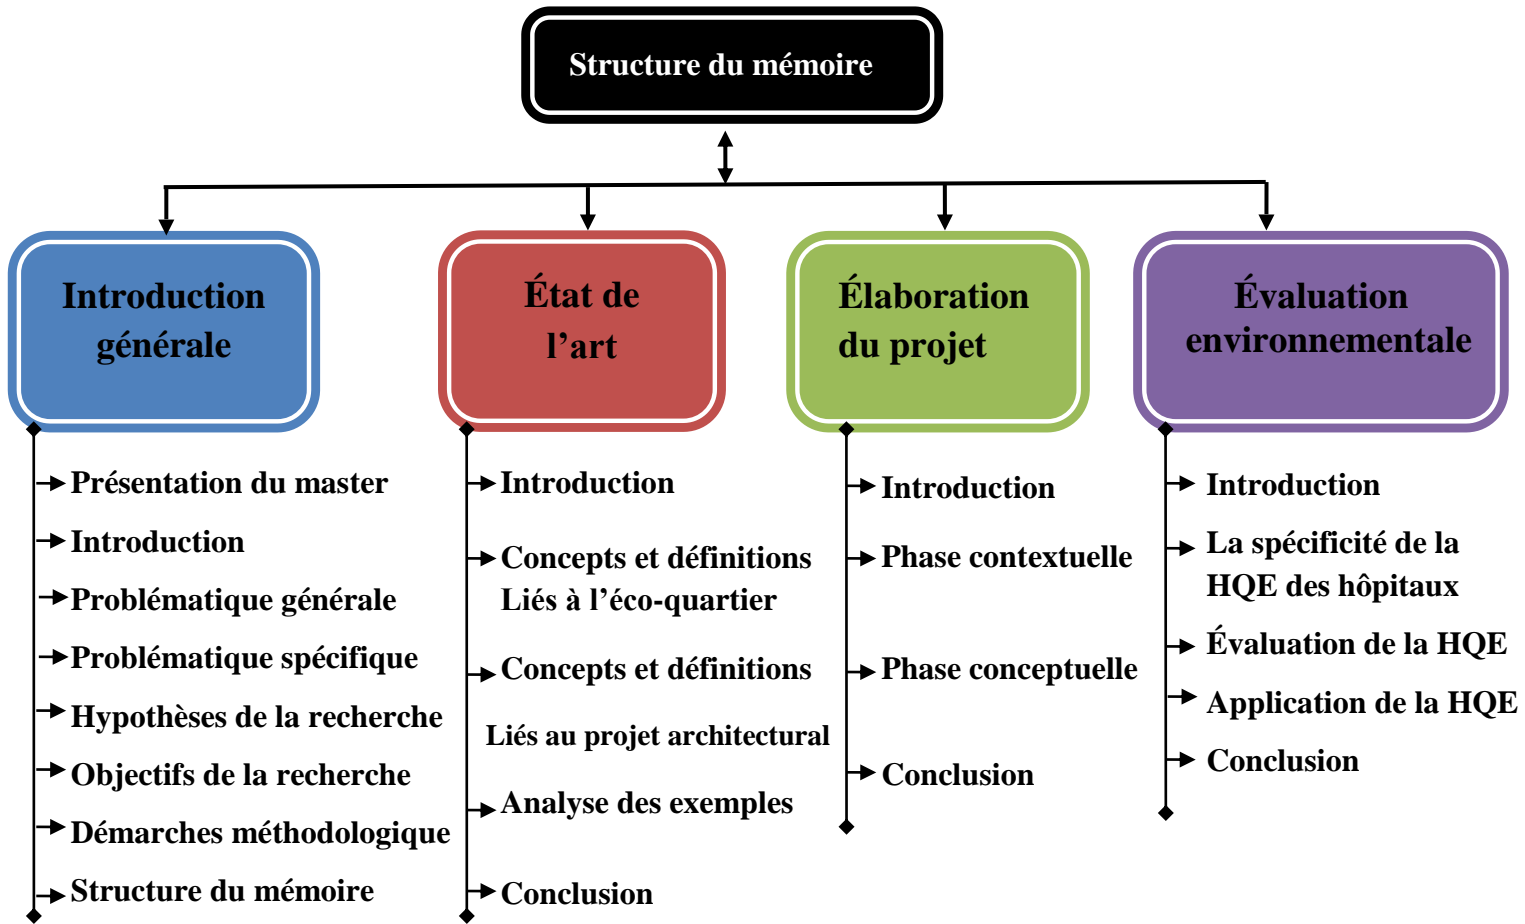 Structure du mémoire
Introduction
générale
Présentation du master
Introduction
Problématique générale
Problématique spécifique
Hypothèses de la recherche
Objectifs de la recherche
Démarches méthodologique
Structure du mémoire
État de
l’art
Introduction
Concepts et définitions
Liés à l’éco-quartier
Concepts et définitions
Liés au projet architectural
Analyse des exemples
Conclusion
Élaboration
du projet
Introduction
Phase contextuelle
Phase conceptuelle
Conclusion
Évaluation
environnementale
Introduction
La spécificité de la
HQE des hôpitaux
Évaluation de la HQE
Application de la HQE
Conclusion